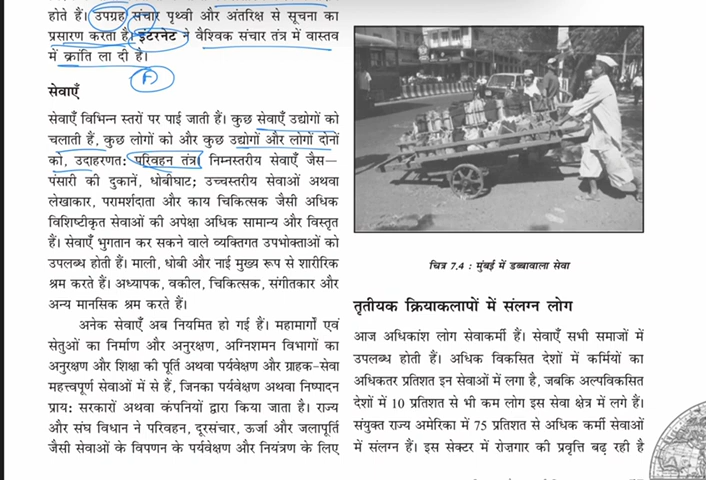 होते हैं। उपग्रह संचार पृथ्वी और अंतरिक्ष से सूचना का
प्रसारण करता है। इंटरनेट ने वैश्विक संचार तंत्र में वास्तव
में क्रांति ला दी है।
सेवाएँ
सेवाएँ विभिन्न स्तरों पर पाई जाती हैं। कुछ सेवाएँ उद्योगों को
चलाती हैं, कुछ लोगों को और कुछ उद्योगों और लोगों दोनों
को, उदाहरणत: परिवहन तंत्र। निम्नस्तरीय सेवाएँ जैसे—
पंसारी की दुकानें, धोबीघाट; उच्चस्तरीय सेवाओं अथवा
लेखाकार, परामर्शदाता और काय चिकित्सक जैसी अधिक
विशिष्टीकृत सेवाओं की अपेक्षा अधिक सामान्य और विस्तृत
हैं। सेवाएँ भुगतान कर सकने वाले व्यक्तिगत उपभोक्ताओं को
उपलब्ध होती हैं। माली, धोबी और नाई मुख्य रूप से शारीरिक
श्रम करते हैं। अध्यापक, वकील, चिकित्सक, संगीतकार और
अन्य मानसिक श्रम करते हैं।
अनेक सेवाएँ अब नियमित हो गई हैं। महामार्गों एवं
सेतुओं का निर्माण और अनुरक्षण, अग्निशमन विभागों का
अनुरक्षण और शिक्षा की पूर्ति अथवा पर्यवेक्षण और ग्राहक-सेवा
महत्त्वपूर्ण सेवाओं में से हैं, जिनका पर्यवेक्षण अथवा निष्पादन
प्राय: सरकारों अथवा कंपनियों द्वारा किया जाता है। राज्य
और संघ विधान ने परिवहन, दूरसंचार, ऊर्जा और जलापूर्ति
जैसी सेवाओं के विपणन के पर्यवेक्षण और नियंत्रण के लिए
चित्र 7.4 : मुंबई में डब्बावाला सेवा
तृतीयक क्रियाकलापों में संलग्न लोग
आज अधिकांश लोग सेवाकर्मी हैं। सेवाएँ सभी समाजों में
उपलब्ध होती हैं। अधिक विकसित देशों में कर्मियों का
अधिकतर प्रतिशत इन सेवाओं में लगा है, जबकि अल्पविकसित
देशों में 10 प्रतिशत से भी कम लोग इस सेवा क्षेत्र में लगे हैं।
संयुक्त राज्य अमेरिका में 75 प्रतिशत से अधिक कर्मी सेवाओं
में संलग्न हैं। इस सेक्टर में रोज़गार की प्रवृत्ति बढ़ रही है